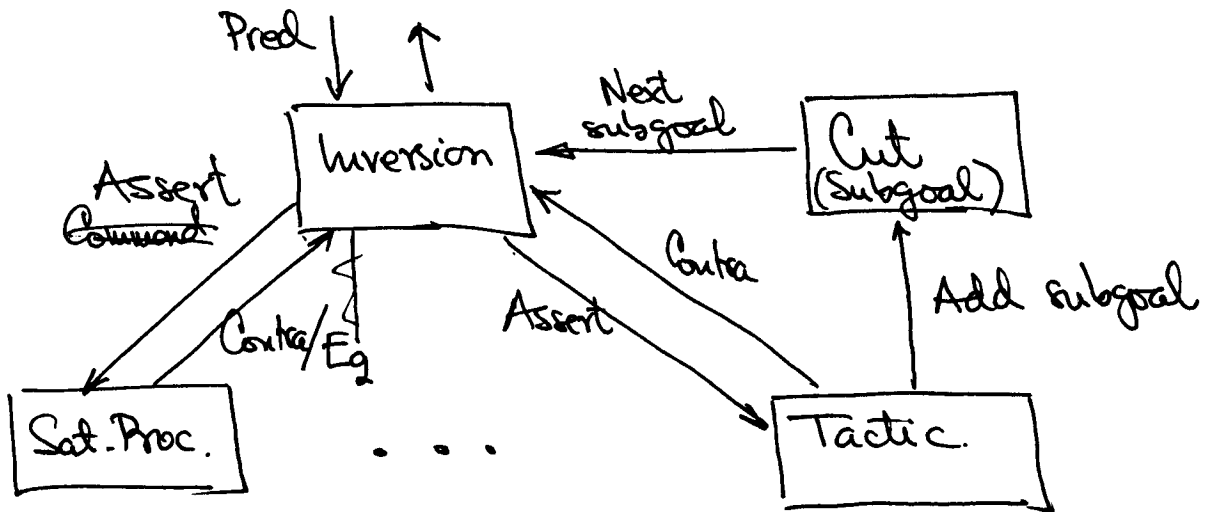 Pred
Next
subgoal
Inversion
Cut
(Subgoal)
Assert
Command
Contra
Add subgoal
Assert
Contra/Eq
Sat-Proc.
. . .
Tactic.